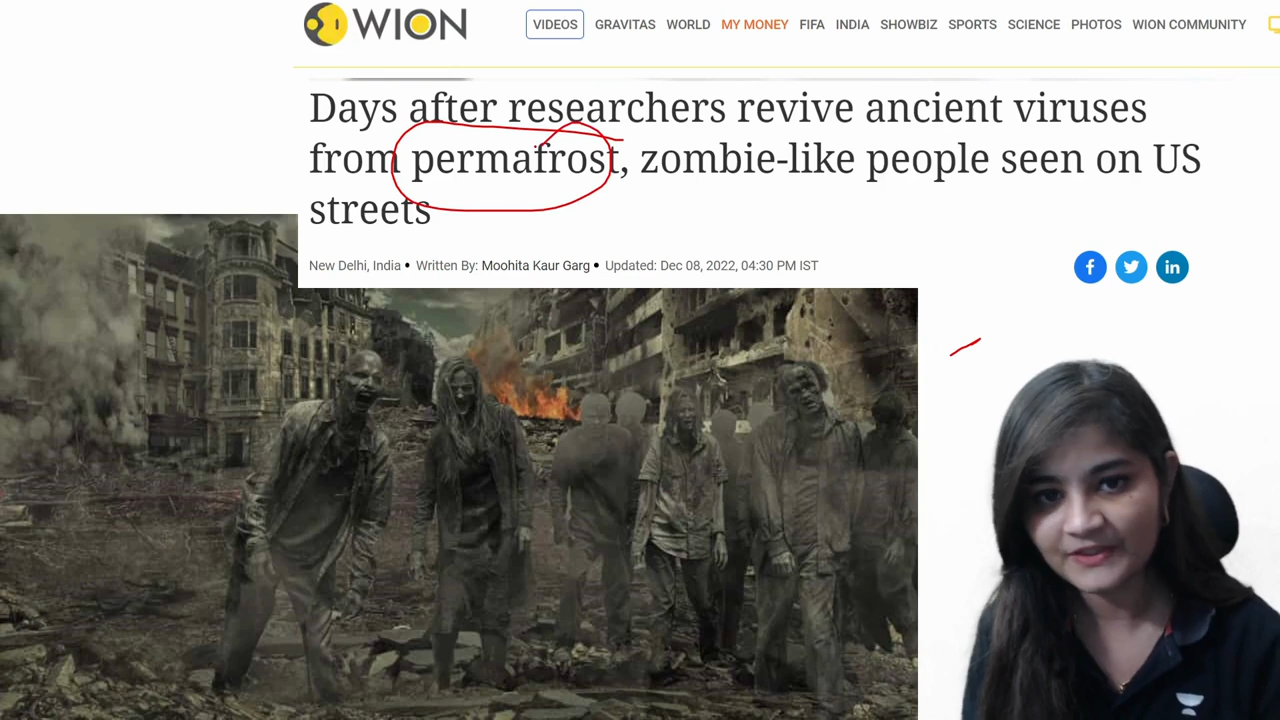 WION
VIDEOS GRAVITAS WORLD MY MONEY FIFA INDIA SHOWBIZ SPORTS SCIENCE PHOTOS WION COMMUNITY
Days after researchers revive ancient viruses
from permafrost, zombie-like people seen on US
streets
New Delhi, India • Written By: Moohita Kaur Garg • Updated: Dec 08, 2022, 04:30 PM IST